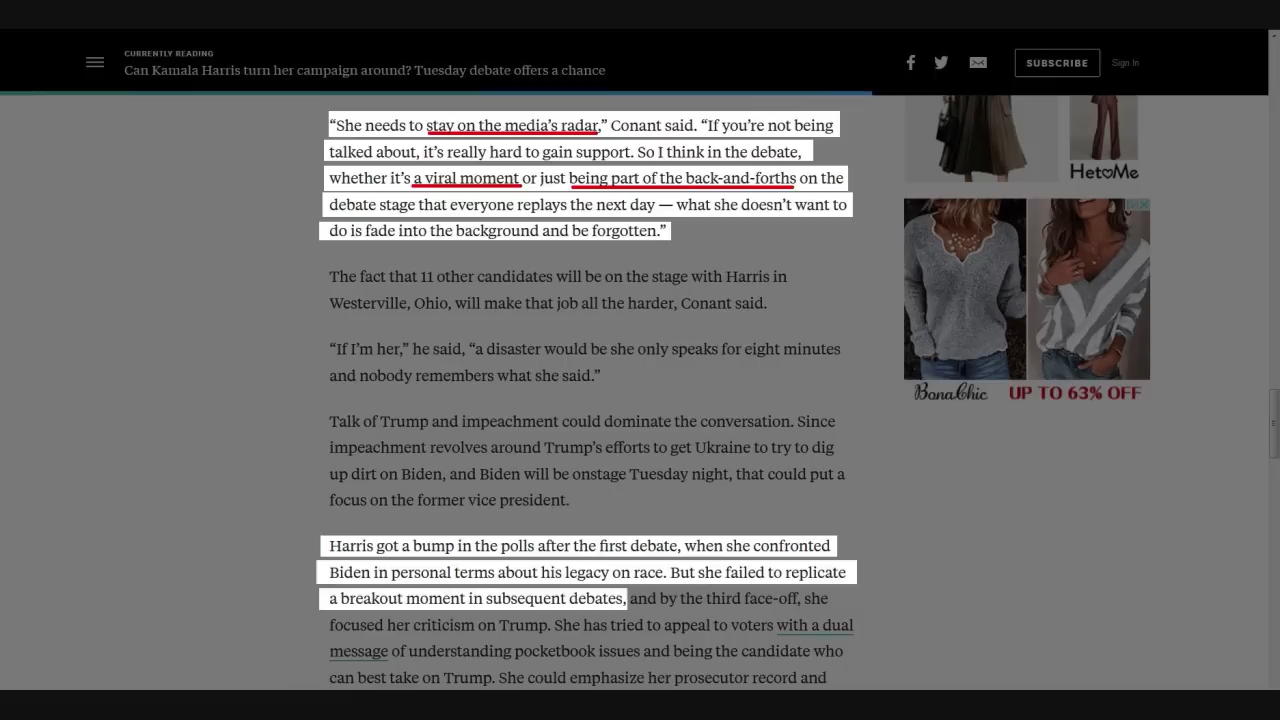 CURRENTLY READING
Can Kamala Harris turn her campaign around? Tuesday debate offers a chance
SUBSCRIBE
Sign In
“She needs to stay on the media’s radar,” Conant said. “If you’re not being
talked about, it’s really hard to gain support. So I think in the debate,
whether it’s a viral moment or just being part of the back-and-forths on the
debate stage that everyone replays the next day — what she doesn’t want to
do is fade into the background and be forgotten.”
The fact that 11 other candidates will be on the stage with Harris in
Westerville, Ohio, will make that job all the harder, Conant said.
“If I’m her,” he said, “a disaster would be she only speaks for eight minutes
and nobody remembers what she said.”
Talk of Trump and impeachment could dominate the conversation. Since
impeachment revolves around Trump’s efforts to get Ukraine to try to dig
up dirt on Biden, and Biden will be onstage Tuesday night, that could put a
focus on the former vice president.
Harris got a bump in the polls after the first debate, when she confronted
Biden in personal terms about his legacy on race. But she failed to replicate
a breakout moment in subsequent debates, and by the third face-off, she
focused her criticism on Trump. She has tried to appeal to voters with a dual
message of understanding pocketbook issues and being the candidate who
can best take on Trump. She could emphasize her prosecutor record and
Het♥Me
BonaChic UP TO 63% OFF